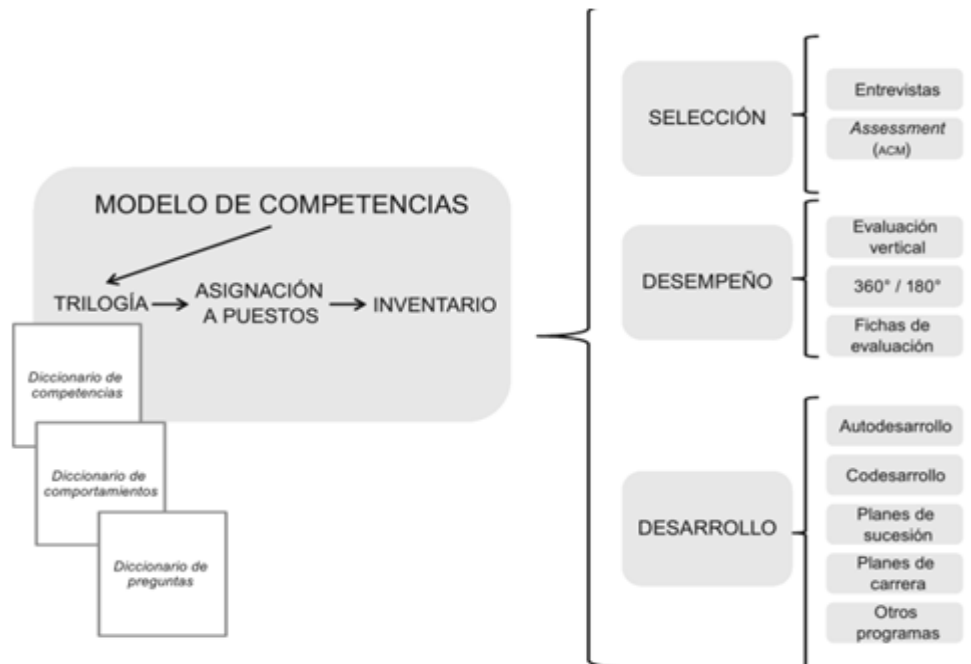 MODELO DE COMPETENCIAS
TRILOGÍA
ASIGNACIÓN
A PUESTOS
INVENTARIO
Diccionario de
competencias
Diccionario de
comportamientos
Diccionario de
preguntas
SELECCIÓN
Entrevistas
Assessment
(ACM)
DESEMPEÑO
Evaluación
vertical
360° / 180°
Fichas de
evaluación
DESARROLLO
Autodesarrollo
Codesarrollo
Planes de
sucesión
Planes de
carrera
Otros
programas